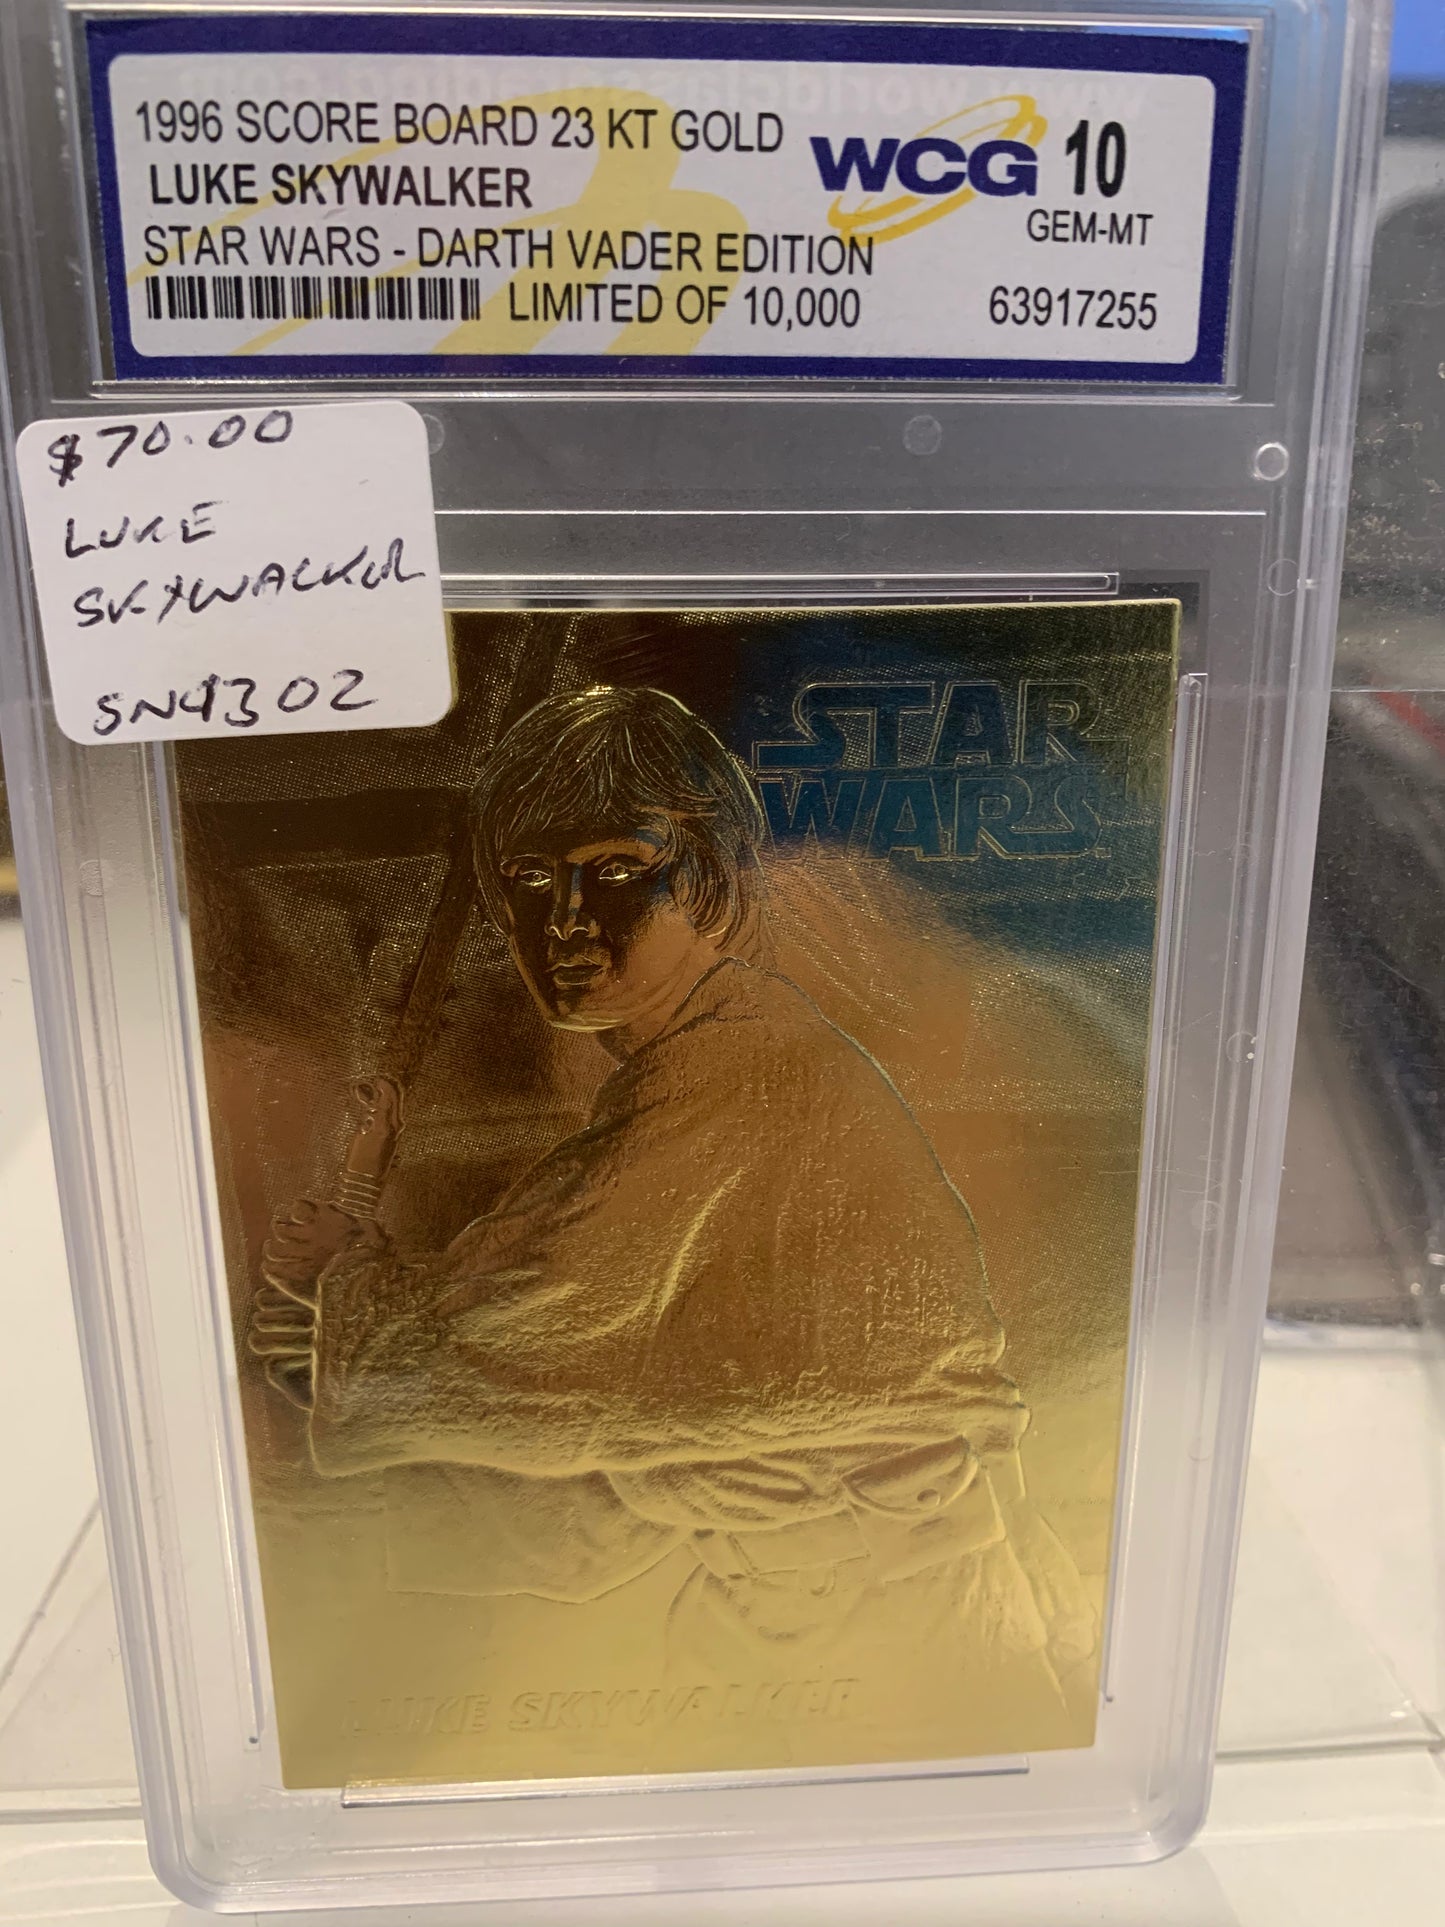 1996 SCORE BOARD 23 KT GOLD
LUKE SKYWALKER
STAR WARS - DARTH VADER EDITION
LIMITED OF 10,000
WCG 10
GEM-MT
63917255
$70.00
LUKE
SKYWALKER
SN4302
STAR
WARS
LUKE SKYWALKER